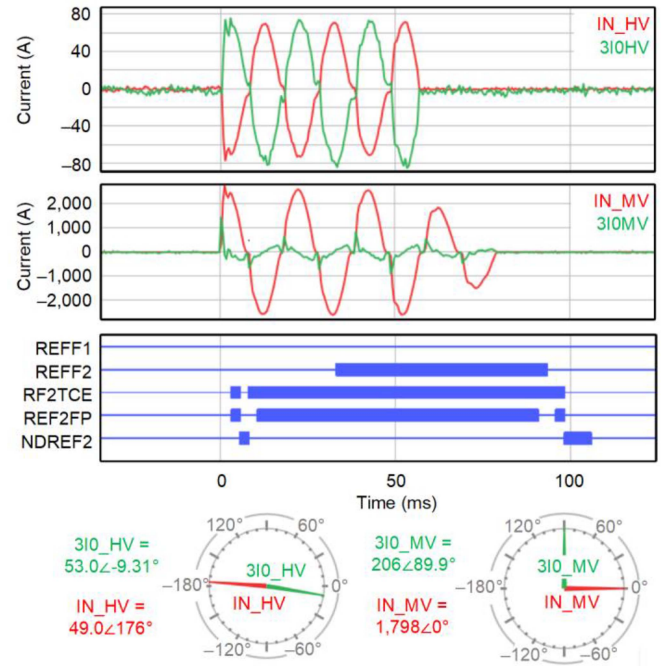 80
40
0
−40
−80
Current (A)
IN_HV
3I0HV
2,000
1,000
0
−1,000
−2,000
Current (A)
IN_MV
3I0MV
REFF1
REFF2
RF2TCE
REF2FP
NDREF2
0 50 100
Time (ms)
3I0_HV =
53.0∠-9.31°
IN_HV =
49.0∠176°
120° 60°
−180° 0°
−120° −60°
3I0_HV
IN_HV
3I0_MV =
206∠89.9°
IN_MV =
1,798∠0°
120° 60°
−180° 0°
−120° −60°
3I0_MV
IN_MV